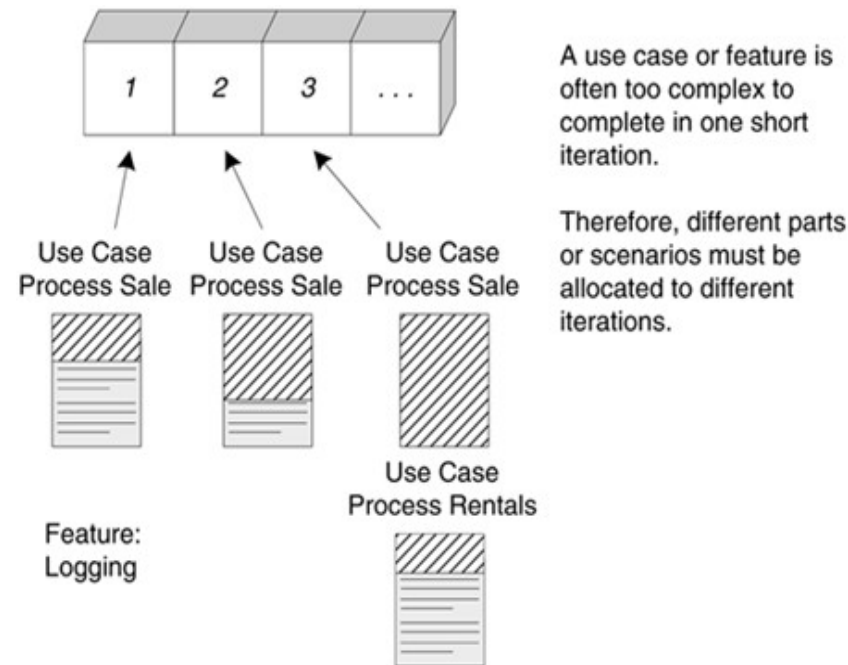 1
2
3
...
A use case or feature is
often too complex to
complete in one short
iteration.
Therefore, different parts
or scenarios must be
allocated to different
iterations.
Use Case
Process Sale
Use Case
Process Sale
Use Case
Process Sale
Use Case
Process Rentals
Feature:
Logging